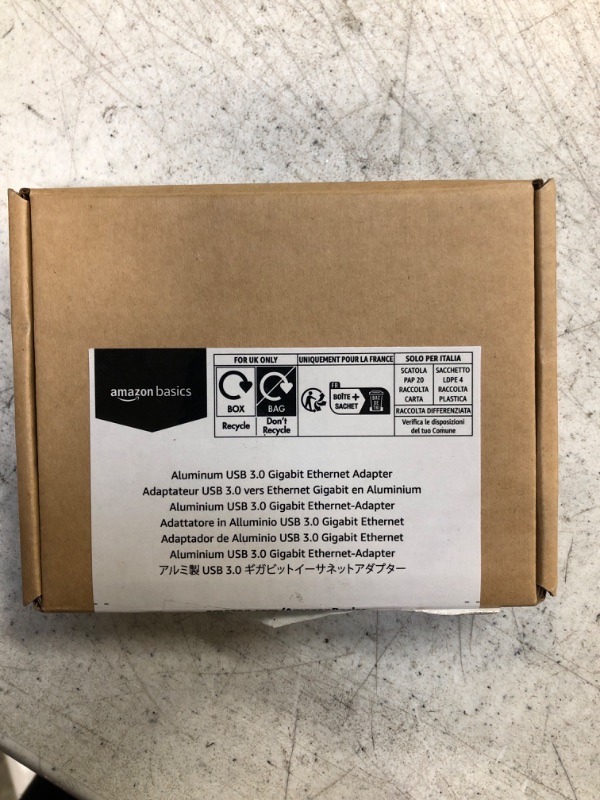 amazon basics
FOR UK ONLY
BOX
BAG
Recycle
Don't
Recycle
UNIQUEMENT POUR LA FRANCE
FR
BOÎTE +
SACHET
BAC
DE
TRI
SOLO PER ITALIA
SCATOLA
PAP 20
RACCOLTA
CARTA
SACCHETTO
LDPE 4
RACCOLTA
PLASTICA
RACCOLTA DIFFERENZIATA
Verifica le disposizioni
del tuo Comune
Aluminum USB 3.0 Gigabit Ethernet Adapter
Adaptateur USB 3.0 vers Ethernet Gigabit en Aluminium
Aluminium USB 3.0 Gigabit Ethernet-Adapter
Adattatore in Alluminio USB 3.0 Gigabit Ethernet
Adaptador de Aluminio USB 3.0 Gigabit Ethernet
Aluminium USB 3.0 Gigabit Ethernet-Adapter
アルミ製 USB 3.0 ギガビットイーサネットアダプター